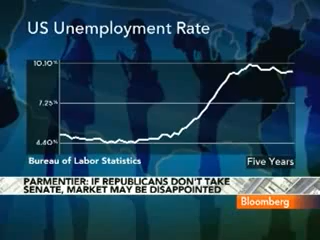 US Unemployment Rate
10.10%
7.25%
4.40%
Bureau of Labor Statistics
Five Years
PARMENTIER: IF REPUBLICANS DON'T TAKE
SENATE, MARKET MAY BE DISAPPOINTED
Bloomberg